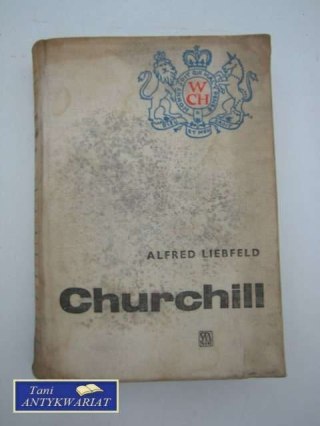 W
CH
ALFRED LIEBFELD
Churchill
Tani
ANTYKWARIAT